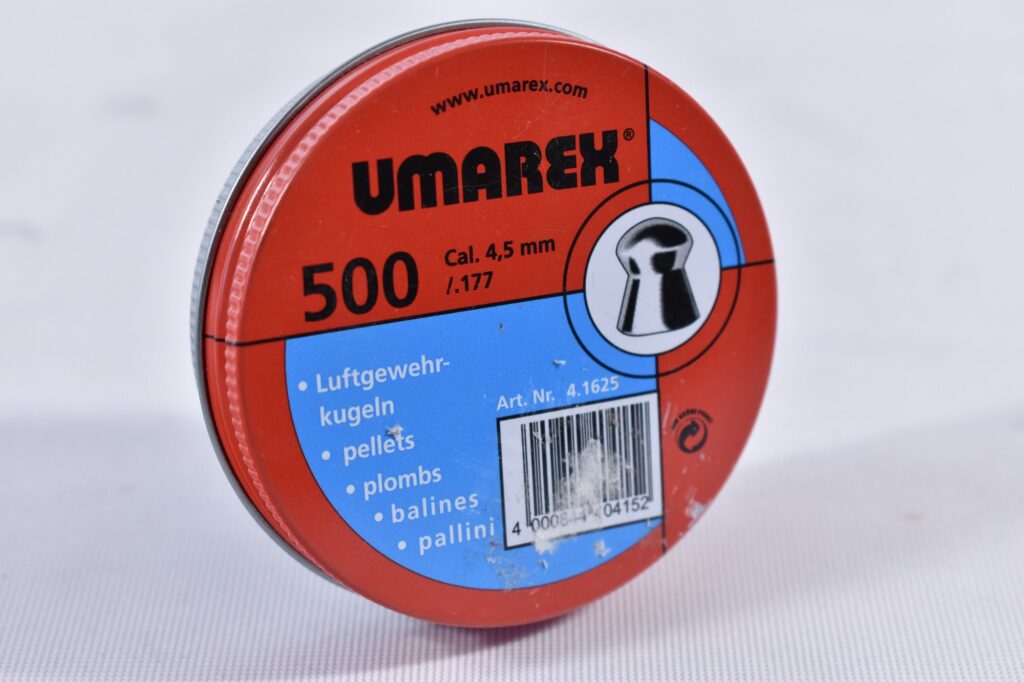 www.umarex.com
UMAREX®
500 Cal. 4,5 mm
/.177
• Luftgewehr-
kugeln
• pellets
• plombs
• balines
• pallini
Art. Nr. 4.1625
04152